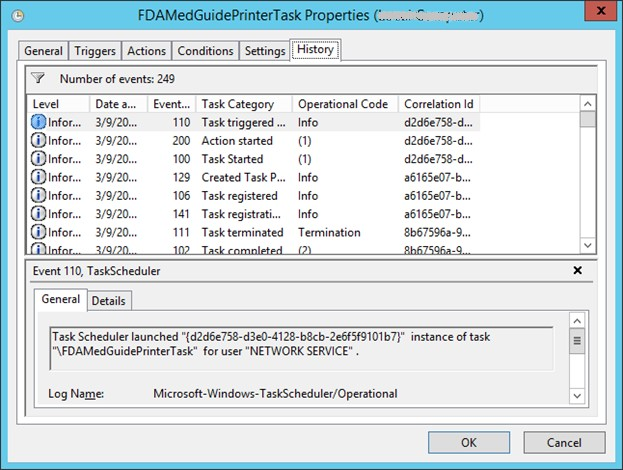 FDAMedGuidePrinterTask Properties (
General Triggers Actions Conditions Settings History
Number of events: 249
Level Date a... Event... Task Category Operational Code Correlation Id
Infor... 3/9/20... 110 Task triggered ... Info d2d6e758-d...
Infor... 3/9/20... 200 Action started (1) d2d6e758-d...
Infor... 3/9/20... 100 Task Started (1) d2d6e758-d...
Infor... 3/9/20... 129 Created Task P... Info a6165e07-b...
Infor... 3/9/20... 106 Task registered Info a6165e07-b...
Infor... 3/9/20... 141 Task registrati... Info a6165e07-b...
Infor... 3/9/20... 111 Task terminated Termination 8b67596a-9...
Infor... 3/9/20... 102 Task completed (2) 8b67596a-9...
Event 110, TaskScheduler
General Details
Task Scheduler launched "{d2d6e758-d3e0-4128-b8cb-2e6f5f9101b7}" instance of task
"\FDAMedGuidePrinterTask" for user "NETWORK SERVICE" .
Log Name: Microsoft-Windows-TaskScheduler/Operational
OK Cancel